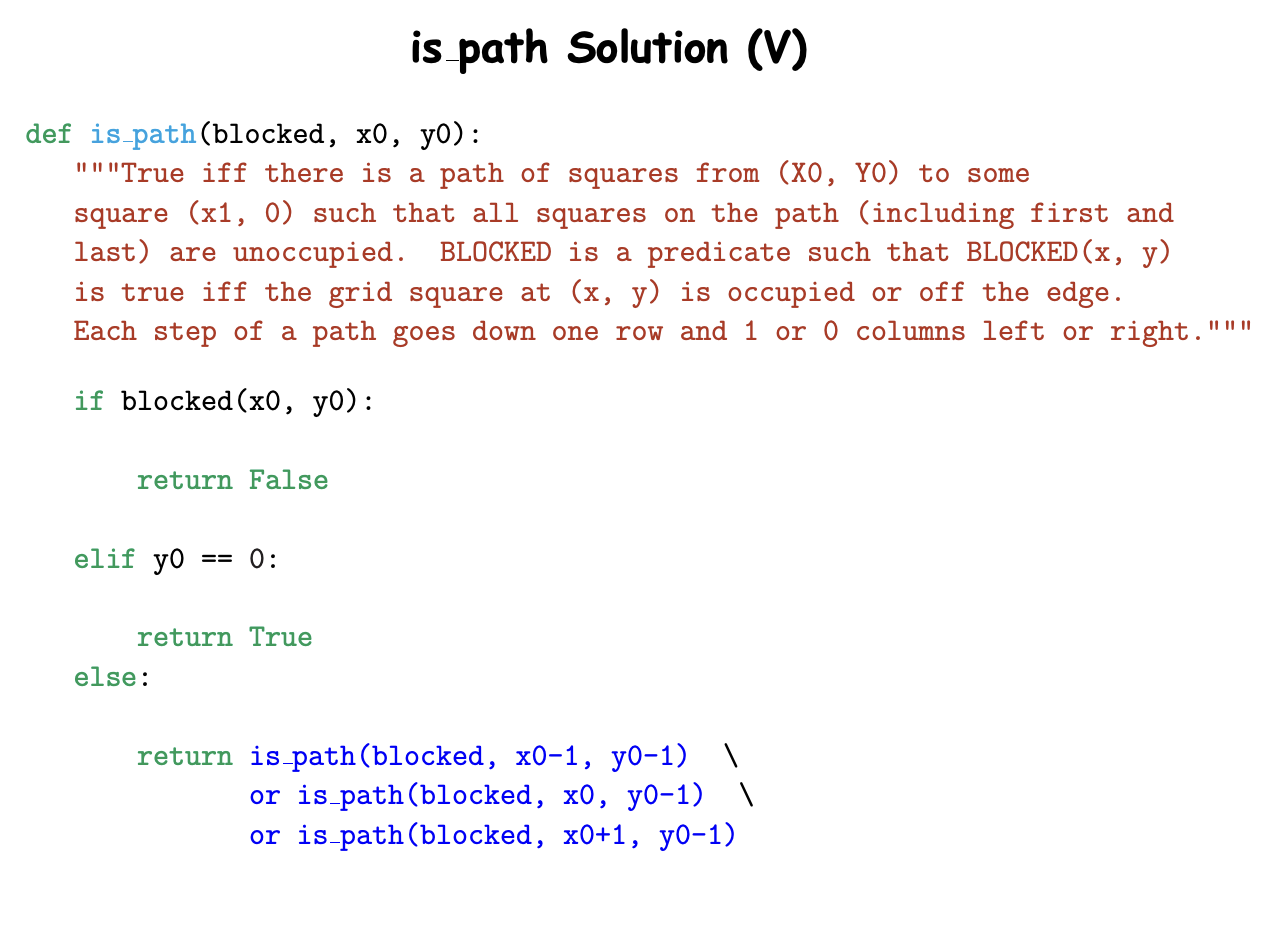 is_path Solution (V)
def is_path(blocked, x0, y0):
"""True iff there is a path of squares from (X0, Y0) to some
square (x1, 0) such that all squares on the path (including first and
last) are unoccupied.  BLOCKED is a predicate such that BLOCKED(x, y)
is true iff the grid square at (x, y) is occupied or off the edge.
Each step of a path goes down one row and 1 or 0 columns left or right."""
if blocked(x0, y0):
return False
elif y0 == 0:
return True
else:
return is_path(blocked, x0-1, y0-1)  \
or is_path(blocked, x0, y0-1)  \
or is_path(blocked, x0+1, y0-1)